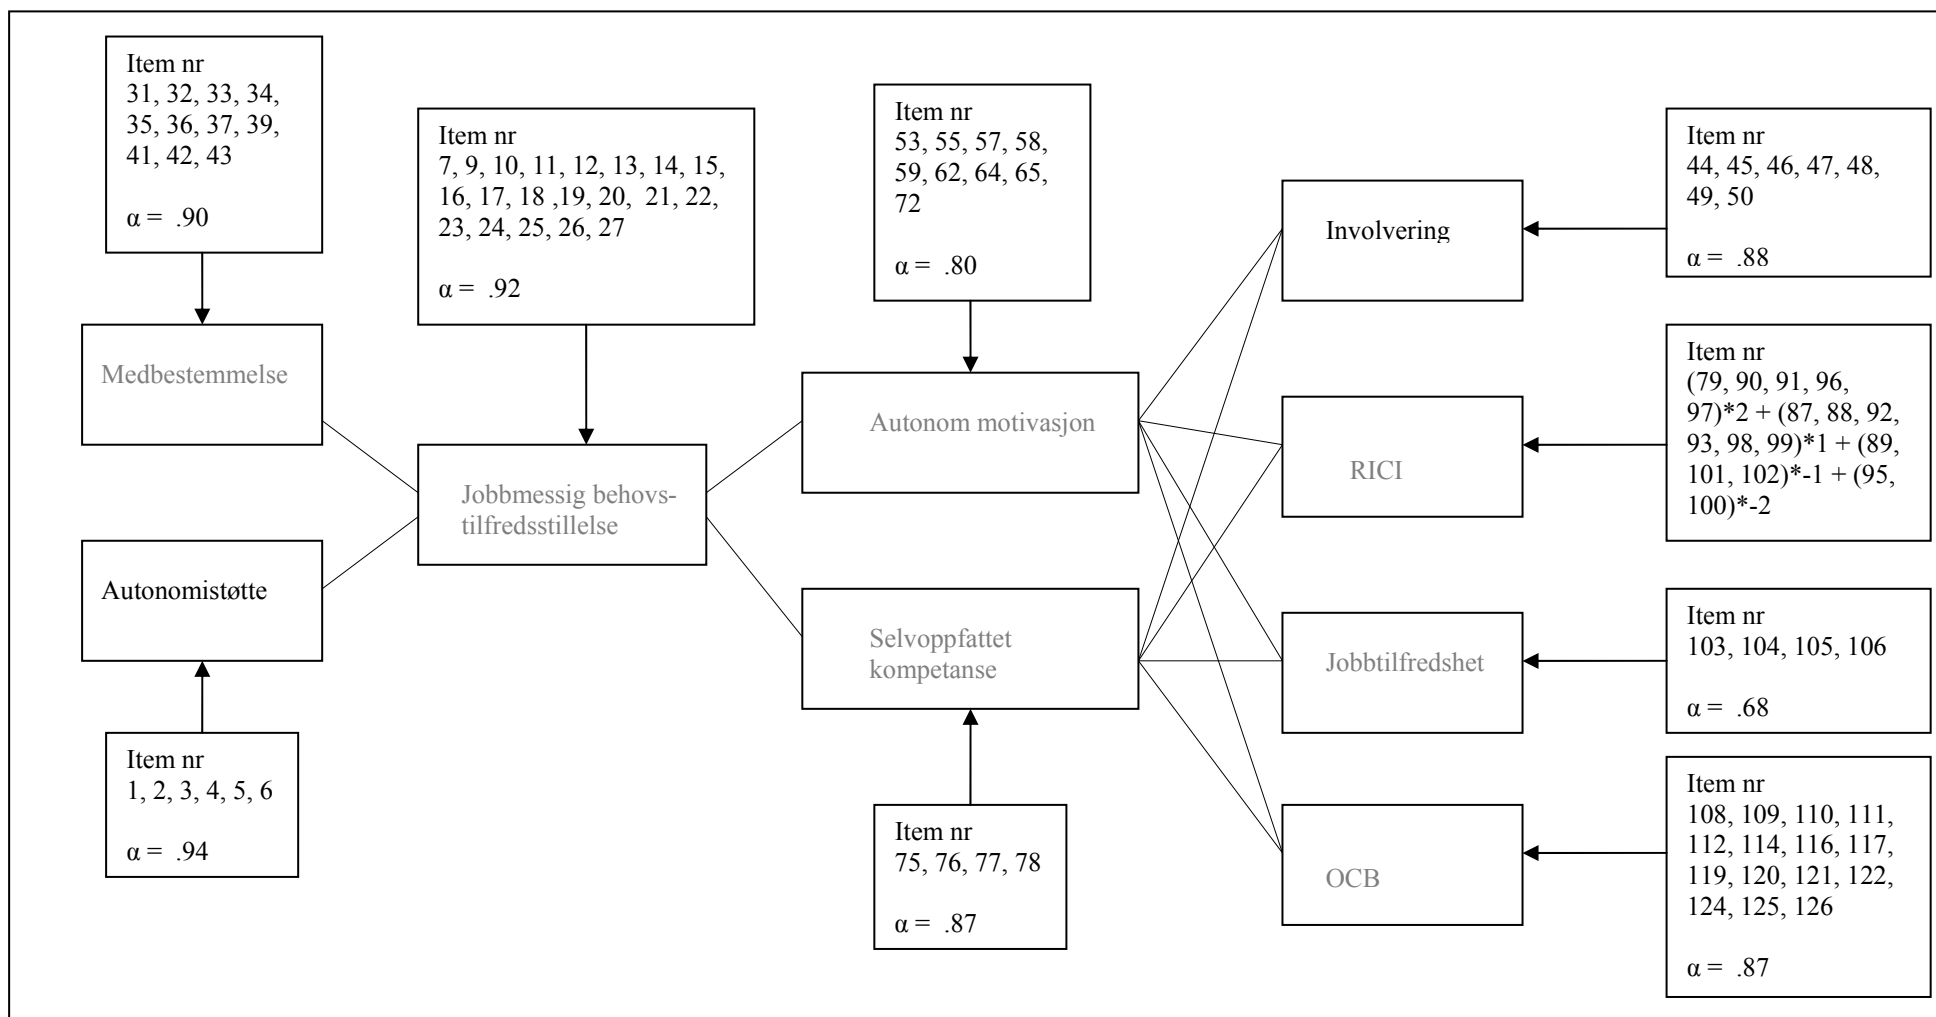 Item nr
31, 32, 33, 34,
35, 36, 37, 39,
41, 42, 43
α = .90
Medbestemmelse
Autonomistøtte
Item nr
1, 2, 3, 4, 5, 6
α = .94
Item nr
7, 9, 10, 11, 12, 13, 14, 15,
16, 17, 18 ,19, 20, 21, 22,
23, 24, 25, 26, 27
α = .92
Jobbmessig behovs-
tilfredsstillelse
Item nr
53, 55, 57, 58,
59, 62, 64, 65,
72
α = .80
Autonom motivasjon
Selvoppfattet
kompetanse
Item nr
75, 76, 77, 78
α = .87
Involvering
RICI
Jobbtilfredshet
OCB
Item nr
44, 45, 46, 47, 48,
49, 50
α = .88
Item nr
(79, 90, 91, 96,
97)*2 + (87, 88, 92,
93, 98, 99)*1 + (89,
101, 102)*-1 + (95,
100)*-2
Item nr
103, 104, 105, 106
α = .68
Item nr
108, 109, 110, 111,
112, 114, 116, 117,
119, 120, 121, 122,
124, 125, 126
α = .87